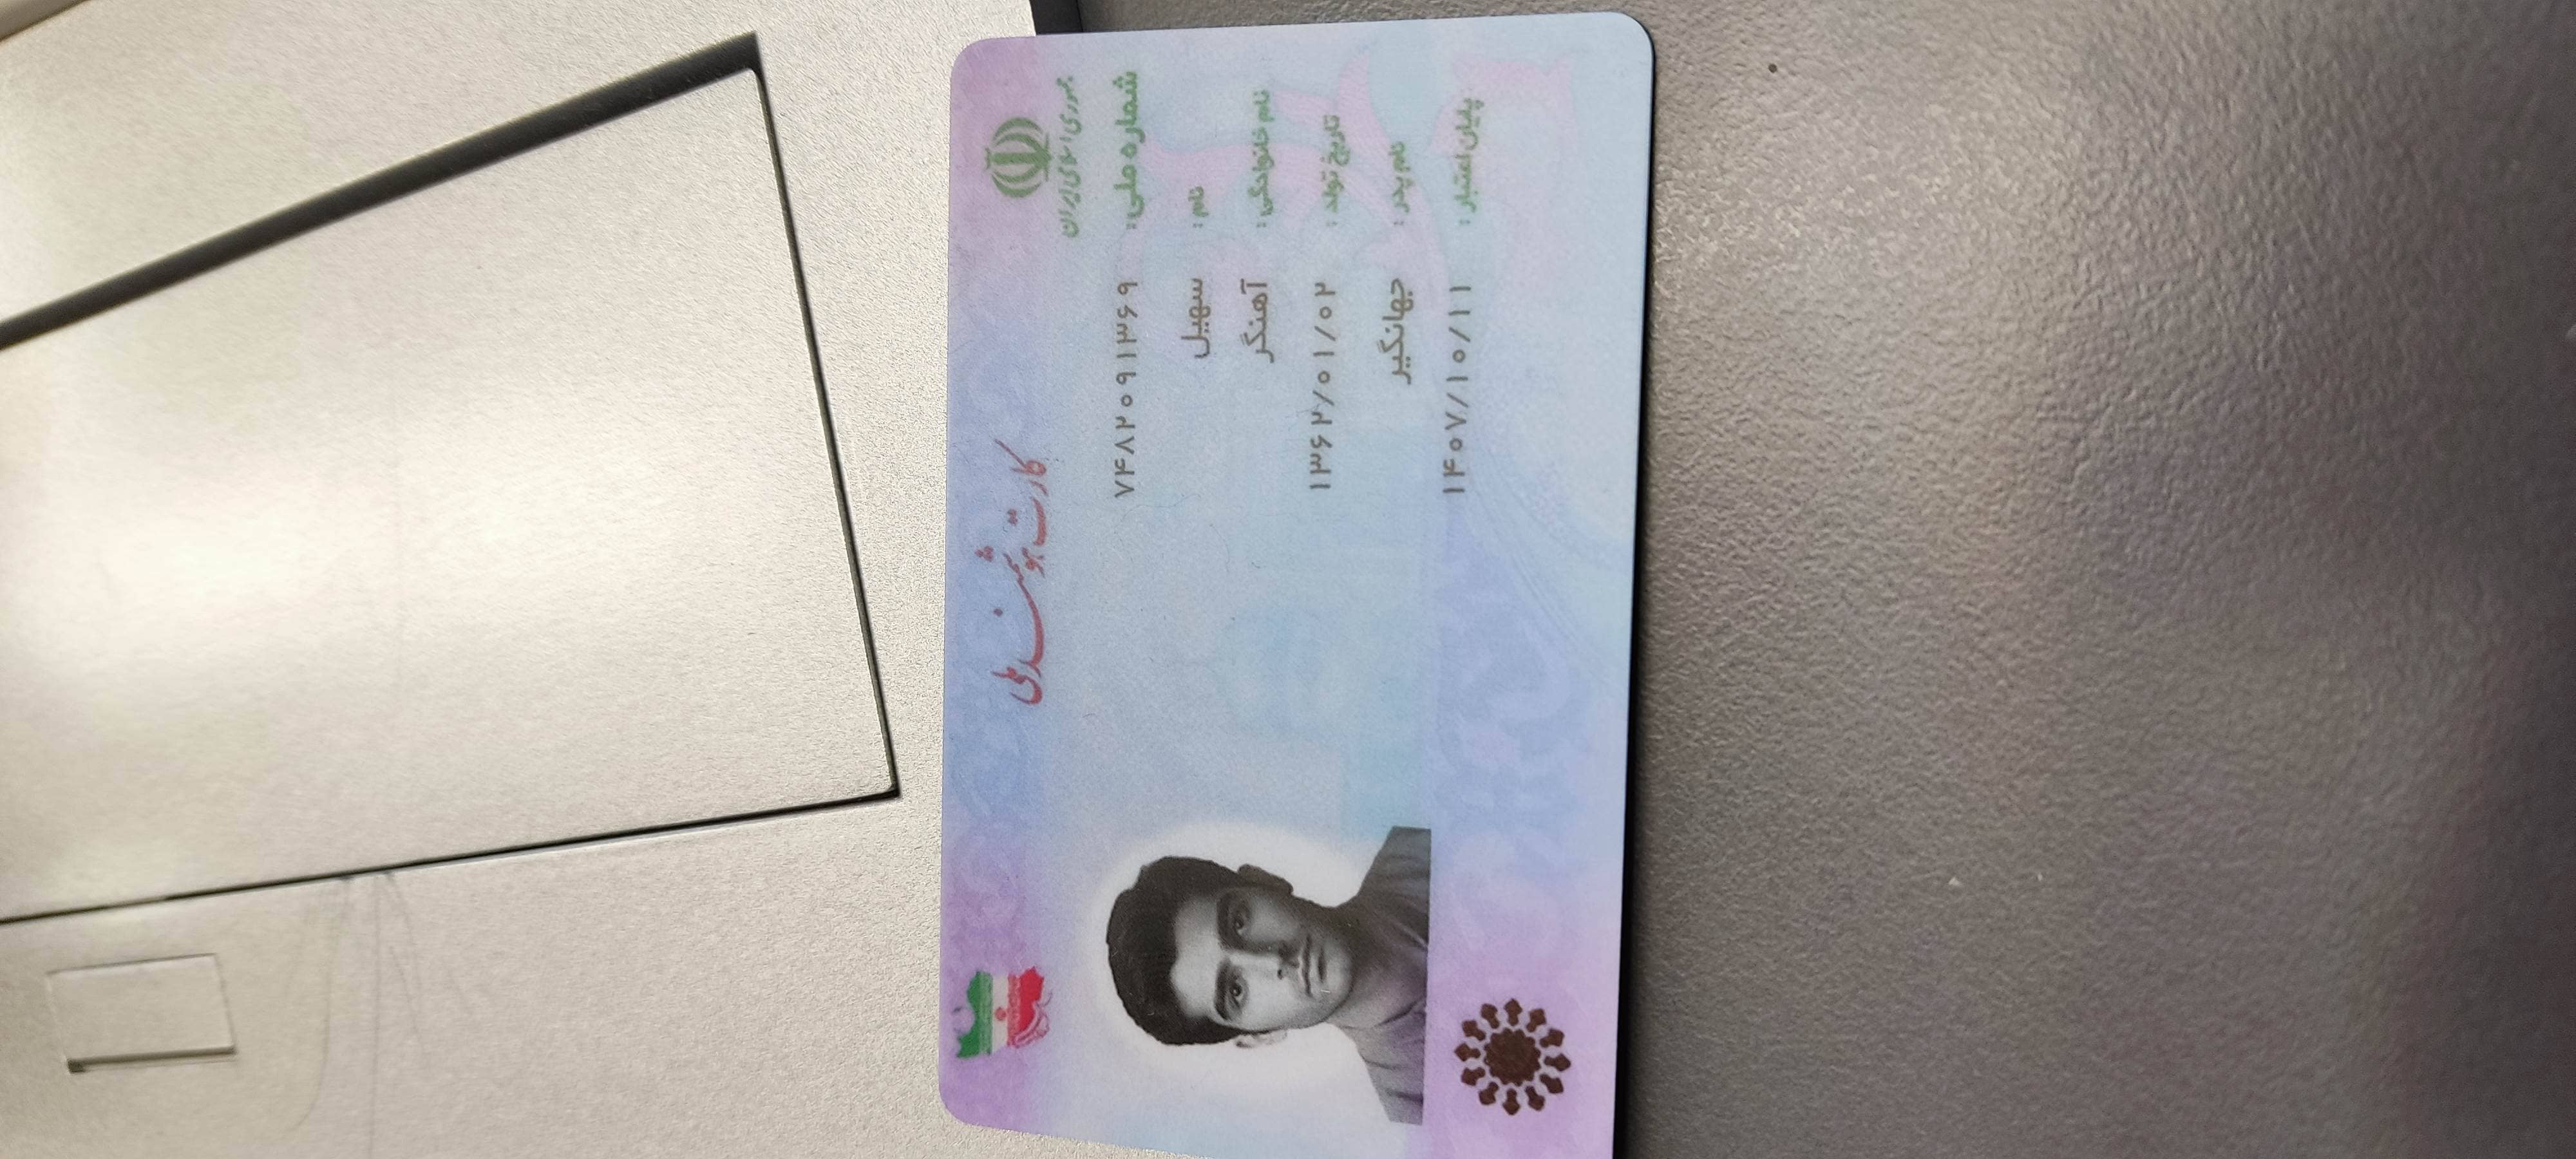 جمهوری اسلامی ایران
کارت هوشمند ملی
شماره ملی: ۷۴۸۲۰۹۱۳۶۹
نام: سهیل
نام خانوادگی: آهنگر
تاریخ تولد: ۱۳۶۲/۰۱/۰۲
نام پدر: جهانگیر
پایان اعتبار: ۱۴۰۷/۱۰/۱۱